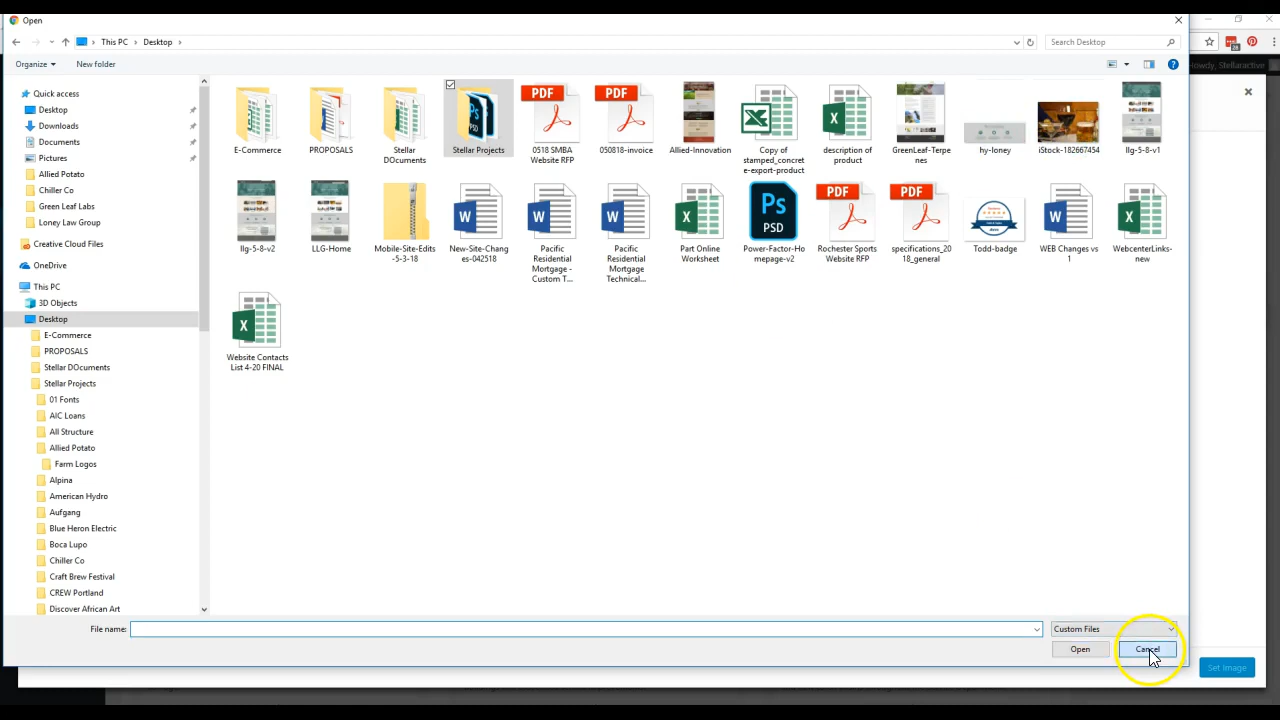 Open
This PC
Desktop
Search Desktop
Organize
New folder
Howdy, Stellaractive
Quick access
Desktop
Downloads
Documents
Pictures
Allied Potato
Chiller Co
Green Leaf Labs
Loney Law Group
Creative Cloud Files
OneDrive
This PC
3D Objects
Desktop
E-Commerce
PROPOSALS
Stellar DOcuments
Stellar Projects
01 Fonts
AIC Loans
All Structure
Allied Potato
Farm Logos
Alpina
American Hydro
Aufgang
Blue Heron Electric
Boca Lupo
Chiller Co
Craft Brew Festival
CREW Portland
Discover African Art
E-Commerce
PROPOSALS
Stellar
DOcuments
Stellar Projects
0518 SMBA
Website RFP
050818-invoice
Allied-Innovation
Copy of
stamped_concret
e-export-product
description of
product
GreenLeaf-Terpe
nes
hy-loney
iStock-182667454
llg-5-8-v1
llg-5-8-v2
LLG-Home
Mobile-Site-Edits
-5-3-18
New-Site-Chang
es-042518
Pacific
Residential
Mortgage -
Custom T...
Pacific
Residential
Mortgage
Technical...
Part Online
Worksheet
Power-Factor-Ho
mepage-v2
Rochester Sports
Website RFP
specifications_20
18_general
Todd-badge
WEB Changes vs
1
WebcenterLinks-
new
Website Contacts
List 4-20 FINAL
PDF
PDF
PDF
PDF
Ps
PSD
Ps
PSD
File name:
Custom Files
Open
Cancel
Set image